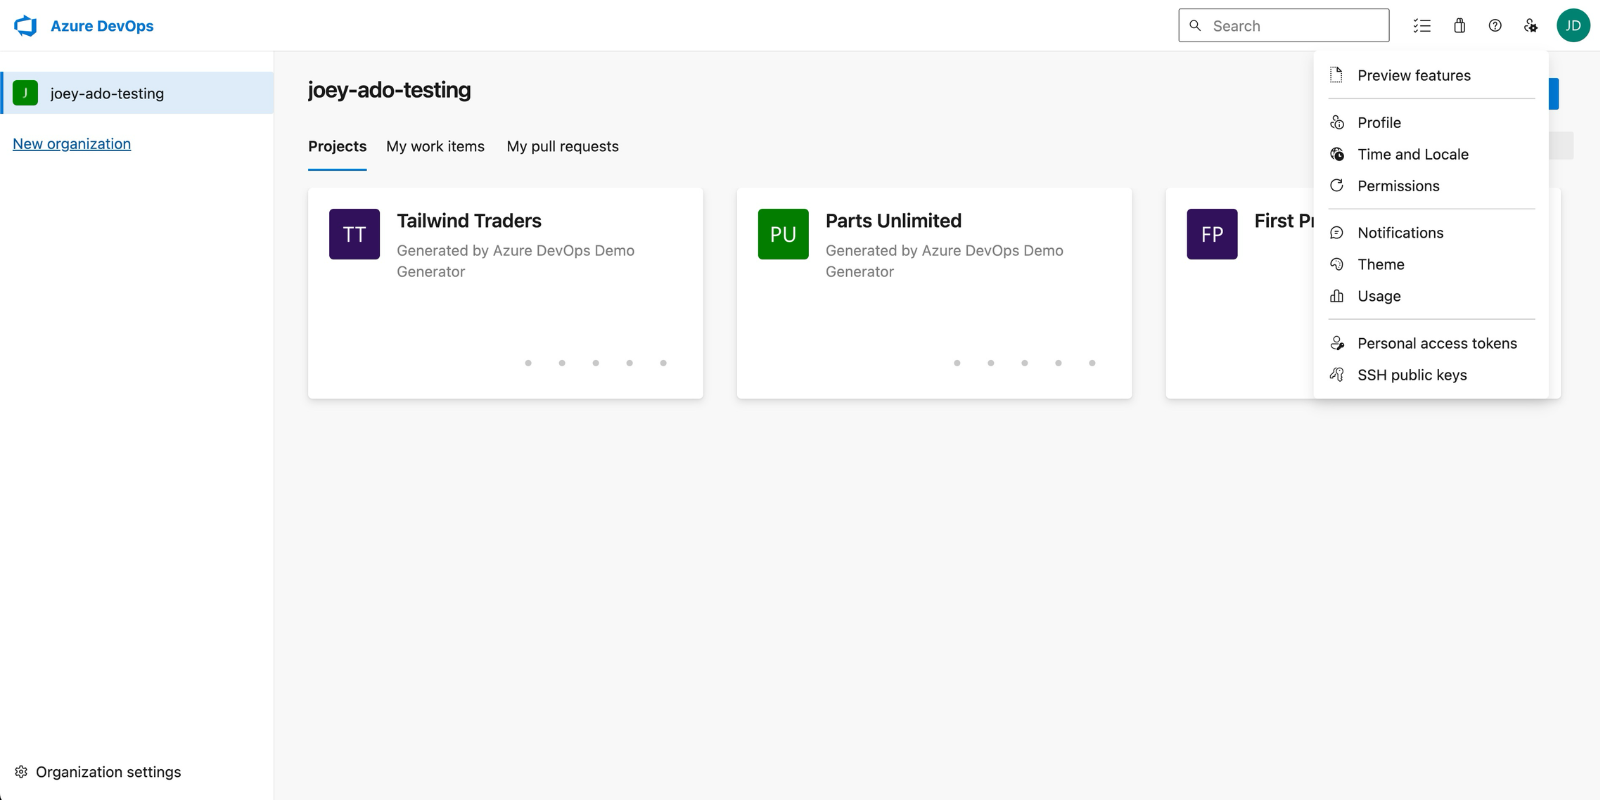 Azure DevOps
Search
JD
J
joey-ado-testing
New organization
joey-ado-testing
Projects
My work items
My pull requests
TT
Tailwind Traders
Generated by Azure DevOps Demo
Generator
PU
Parts Unlimited
Generated by Azure DevOps Demo
Generator
FP
First
Preview features
Profile
Time and Locale
Permissions
Notifications
Theme
Usage
Personal access tokens
SSH public keys
Organization settings